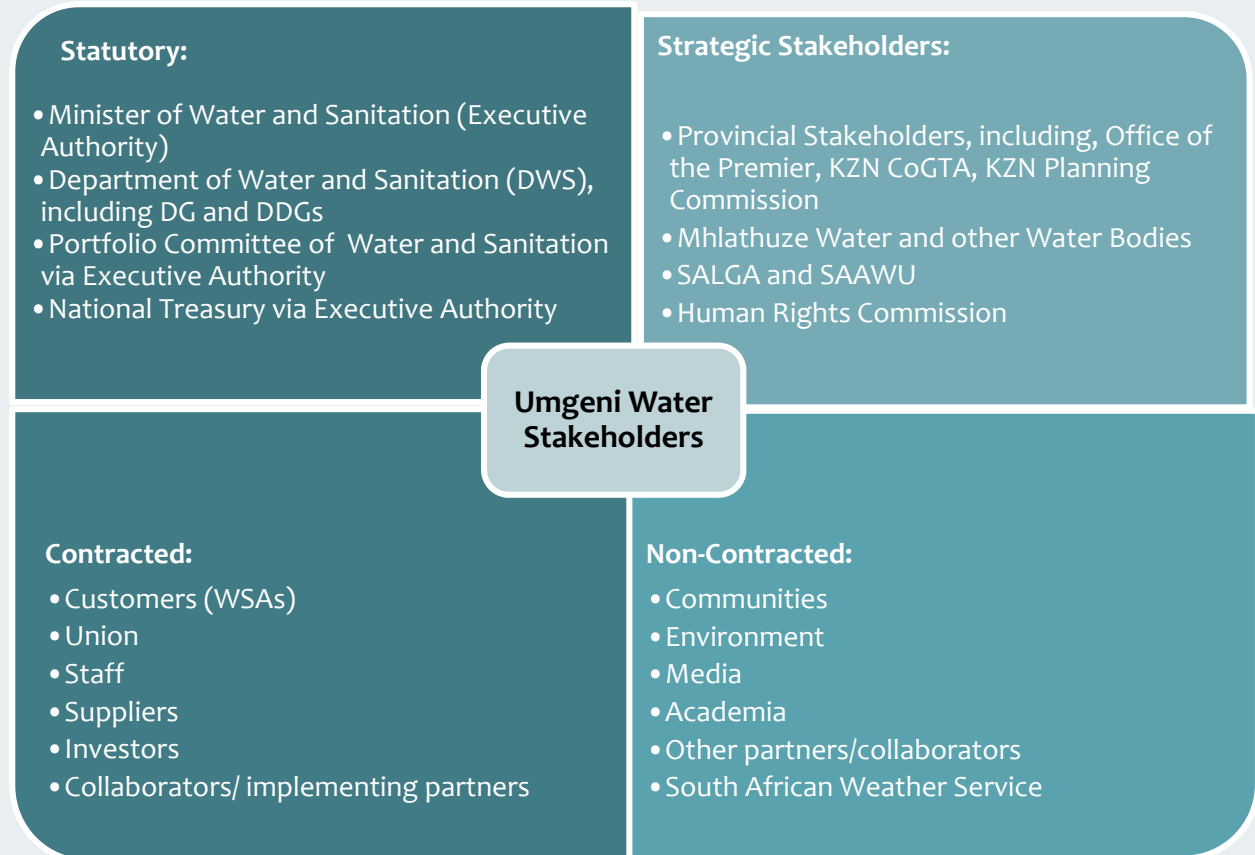 Statutory:
•Minister of Water and Sanitation (Executive
Authority)
•Department of Water and Sanitation (DWS),
including DG and DDGs
•Portfolio Committee of Water and Sanitation
via Executive Authority
•National Treasury via Executive Authority
Strategic Stakeholders:
•Provincial Stakeholders, including, Office of
the Premier, KZN CoGTA, KZN Planning
Commission
•Mhlathuze Water and other Water Bodies
•SALGA and SAAWU
•Human Rights Commission
Umgeni Water
Stakeholders
Contracted:
•Customers (WSAs)
•Union
•Staff
•Suppliers
•Investors
•Collaborators/ implementing partners
Non-Contracted:
•Communities
•Environment
•Media
•Academia
•Other partners/collaborators
•South African Weather Service